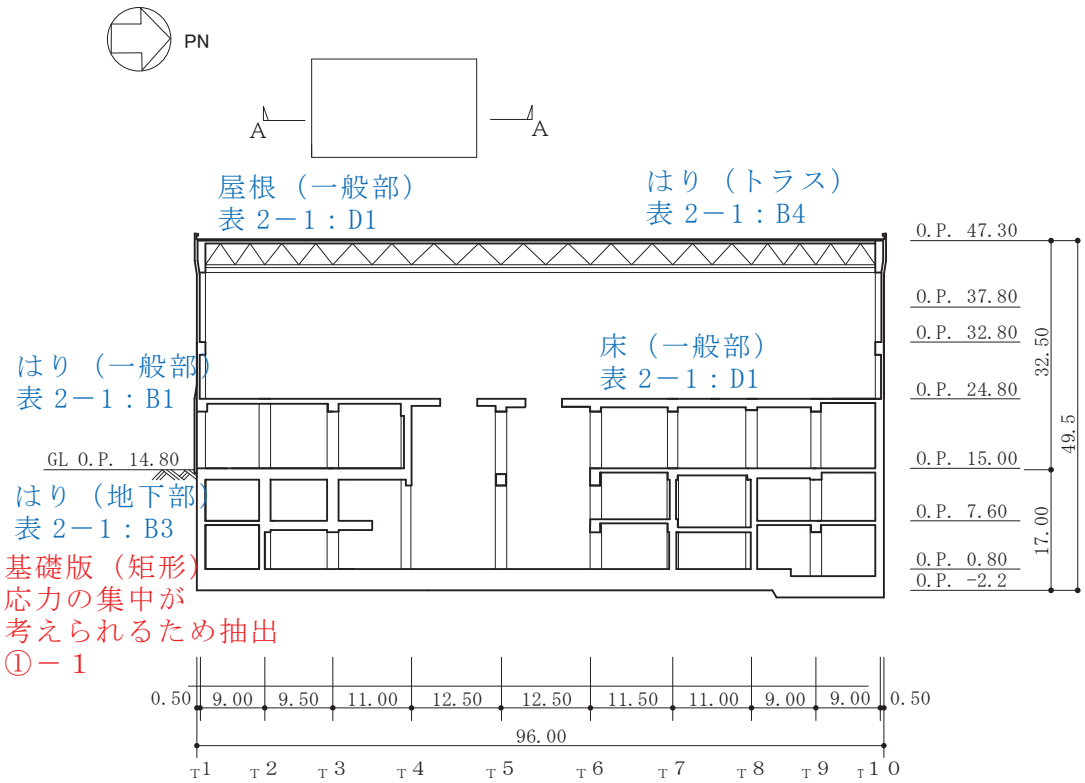 PN
A
A
屋根（一般部）
表２－１：D1
はり（トラス）
表２－１：B4
O.P. 47.30
O.P. 37.80
O.P. 32.80
O.P. 24.80
O.P. 15.00
O.P. 7.60
O.P. 0.80
O.P. -2.2
32.50
17.00
49.5
はり（一般部）
表２－１：B1
床（一般部）
表２－１：D1
GL O.P. 14.80
はり（地下部）
表２－１：B3
基礎版（矩形）
応力の集中が
考えられるため抽出
①－１
0.50 9.00 9.50 11.00 12.50 12.50 11.50 11.00 9.00 9.00 0.50
96.00
T1 T2 T3 T4 T5 T6 T7 T8 T9 T10